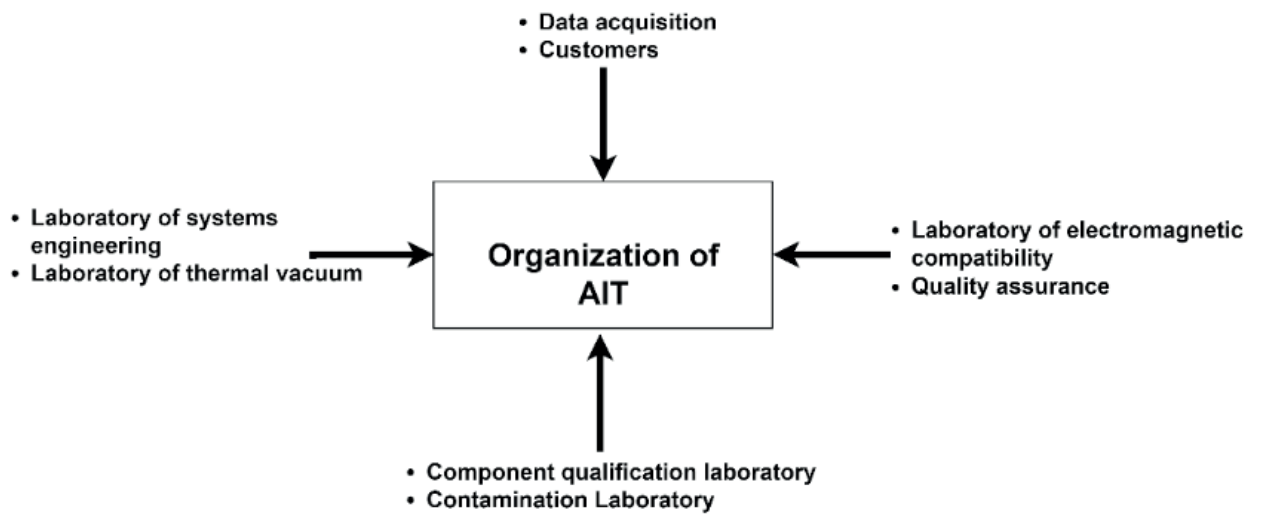 • Data acquisition
• Customers
• Laboratory of systems
engineering
• Laboratory of thermal vacuum
Organization of
AIT
• Laboratory of electromagnetic
compatibility
• Quality assurance
• Component qualification laboratory
• Contamination Laboratory